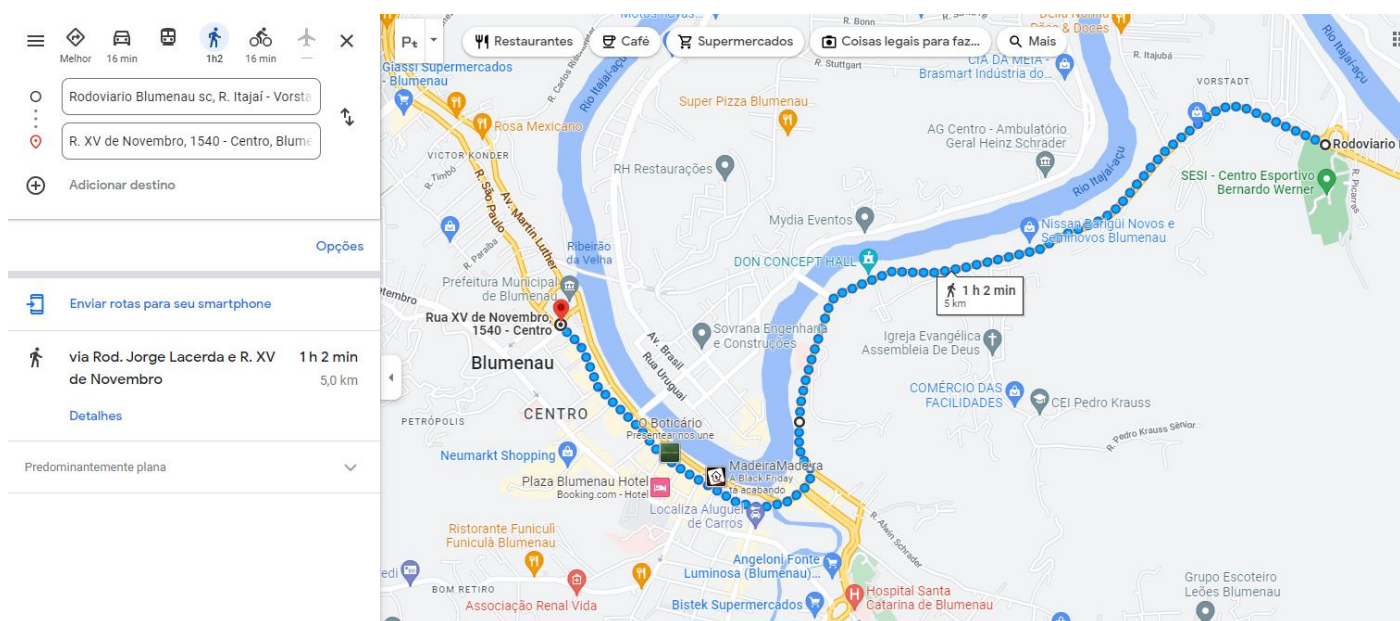 Melhor
16 min
1h2
16 min
—
Rodoviario Blumenau sc, R. Itajaí - Vorsta
R. XV de Novembro, 1540 - Centro, Blume
Adicionar destino
Opções
Enviar rotas para seu smartphone
via Rod. Jorge Lacerda e R. XV
de Novembro
1 h 2 min
5,0 km
Detalhes
Predominantemente plana
Restaurantes
Café
Supermercados
Coisas legais para faz...
Mais
R. Bonn
R. Stuttgart
R. Itajubá
& Doces
CIA DA MEIA -
Brasmart Indústria do...
VORSTADT
Rio Itajaí-açu
Giassi Supermercados
- Blumenau
Rio Itajaí-açu
Super Pizza Blumenau
Rosa Mexicano
AG Centro - Ambulatório
Geral Heinz Schrader
Rodoviario
VICTOR KONDER
R. Timbó
R. São Paulo
Av. Martin Luther
RH Restaurações
Rio Itajaí-açu
SESI - Centro Esportivo
Bernardo Werner
R. Picarras
Mydia Eventos
Nissan Barigüi Novos e
Seminovos Blumenau
R. Paraíba
Ribeirão
da Velha
DON CONCEPT HALL
Prefeitura Municipal
de Blumenau
1 h 2 min
5 km
Rua XV de Novembro,
1540 - Centro
Sovrana Engenharia
e Construções
Igreja Evangélica
Assembleia De Deus
Av. Brasil
Rua Uruguai
Blumenau
COMÉRCIO DAS
FACILIDADES
CEI Pedro Krauss
PETRÓPOLIS
CENTRO
O Boticário
Presentear nos une
R. Pedro Krauss Sênior
Neumarkt Shopping
MadeiraMadeira
A Black Friday
tá acabando
Plaza Blumenau Hotel
Booking.com - Hotel
Localiza Aluguel
de Carros
R. Alwin Schrader
Ristorante Funiculì
Funiculà Blumenau
Angeloni Fonte
Luminosa (Blumenau)...
BOM RETIRO
Associação Renal Vida
Bistek Supermercados
Hospital Santa
Catarina de Blumenau
Grupo Escoteiro
Leões Blumenau